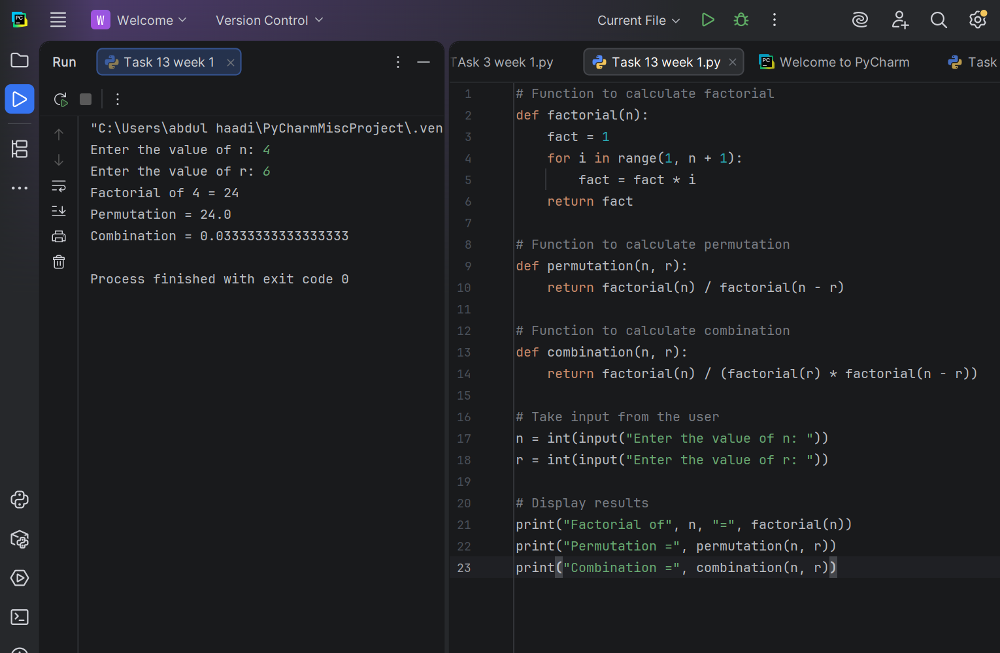 PC
W Welcome Version Control Current File
Run Task 13 week 1
TAsk 3 week 1.py Task 13 week 1.py Welcome to PyCharm Task
"C:\Users\abdul haadi\PyCharmMiscProject\.ven
Enter the value of n: 4
Enter the value of r: 6
Factorial of 4 = 24
Permutation = 24.0
Combination = 0.03333333333333333
Process finished with exit code 0
1 # Function to calculate factorial
2 def factorial(n):
3     fact = 1
4     for i in range(1, n + 1):
5         fact = fact * i
6     return fact
7
8 # Function to calculate permutation
9 def permutation(n, r):
10     return factorial(n) / factorial(n - r)
11
12 # Function to calculate combination
13 def combination(n, r):
14     return factorial(n) / (factorial(r) * factorial(n - r))
15
16 # Take input from the user
17 n = int(input("Enter the value of n: "))
18 r = int(input("Enter the value of r: "))
19
20 # Display results
21 print("Factorial of", n, "=", factorial(n))
22 print("Permutation =", permutation(n, r))
23 print("Combination =", combination(n, r))